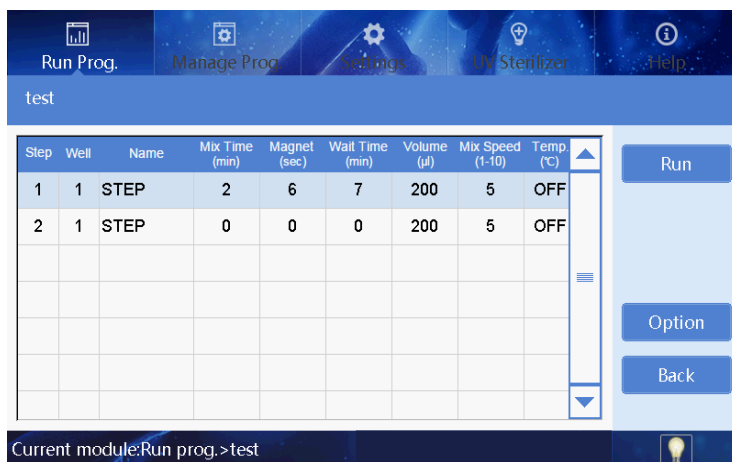 Run Prog. Manage Prog. Settings UV Sterilizer Help
test
Step Well Name Mix Time (min) Magnet (sec) Wait Time (min) Volume (μl) Mix Speed (1-10) Temp. (℃)
1 1 STEP 2 6 7 200 5 OFF
2 1 STEP 0 0 0 200 5 OFF
Run
Option
Back
Current module:Run prog.>test